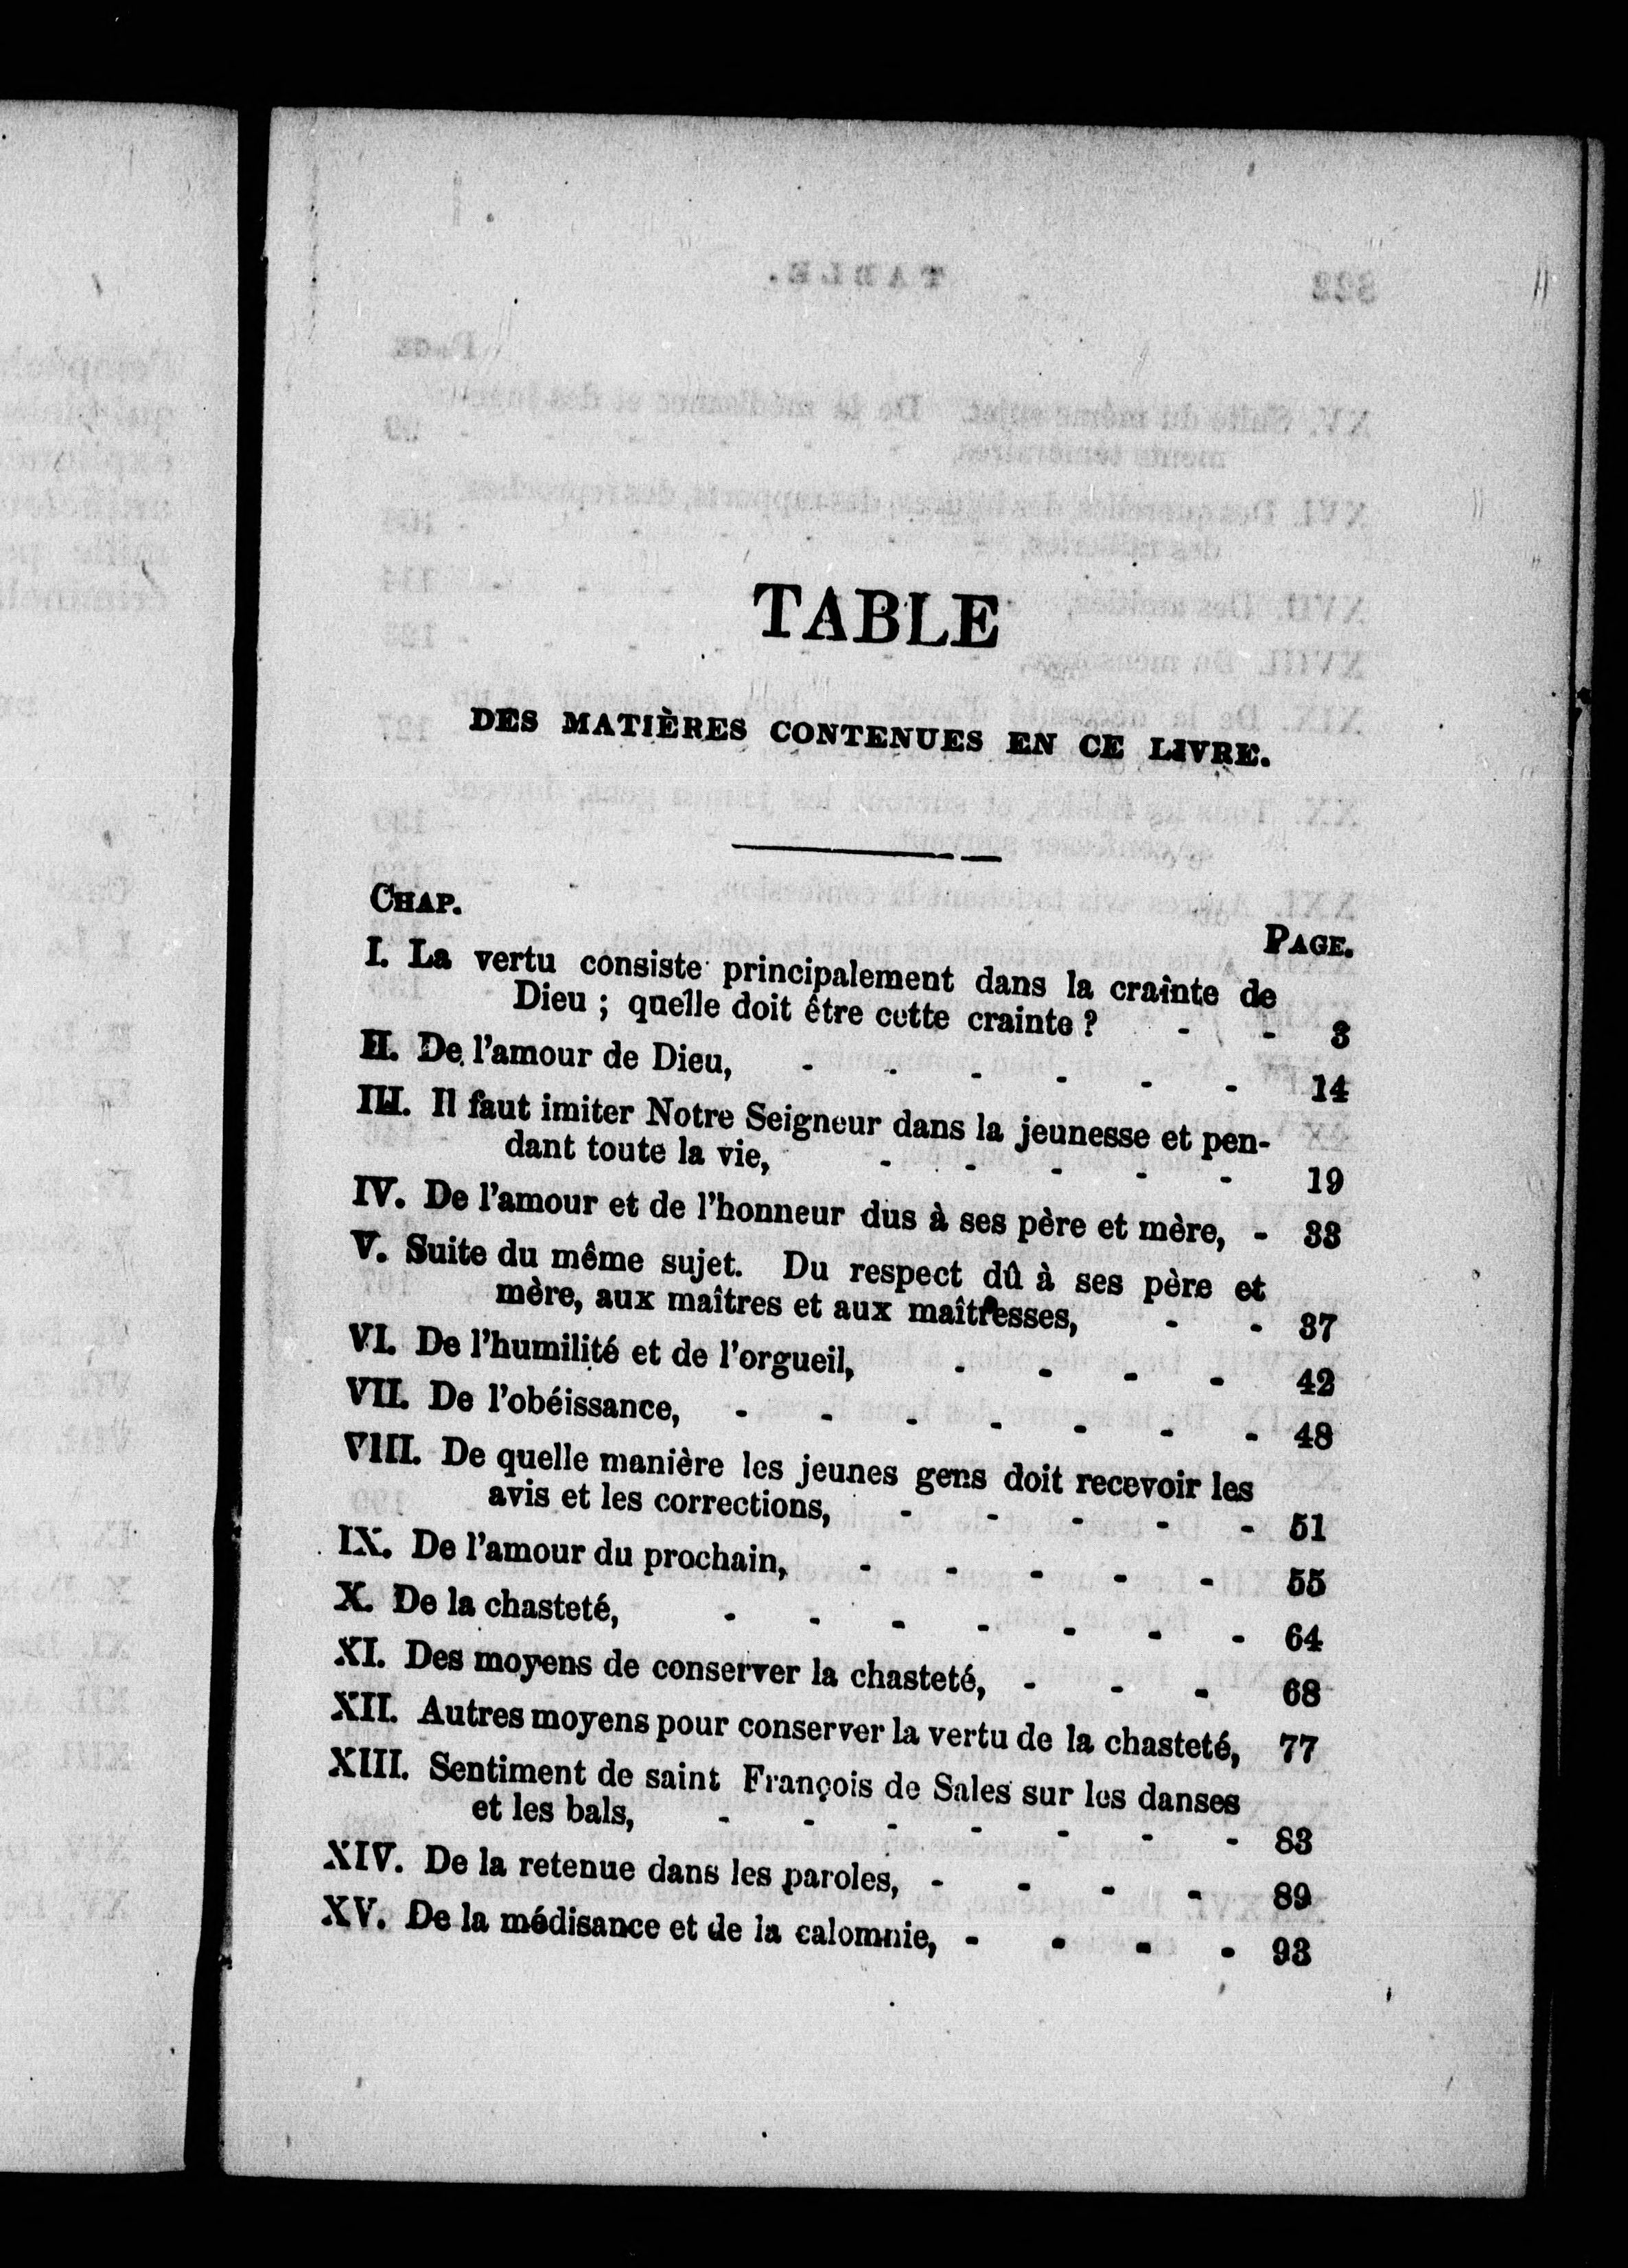 TABLE
DES MATIÈRES CONTENUES EN CE LIVRE.
CHAP.
PAGE.
I. La vertu consiste principalement dans la crainte de
Dieu ; quelle doit être cette crainte ? - - 3
II. De l'amour de Dieu, - - - - - - 14
III. Il faut imiter Notre Seigneur dans la jeunesse et pen-
dant toute la vie, - - - - - 19
IV. De l'amour et de l'honneur dus à ses père et mère, - 33
V. Suite du même sujet. Du respect dû à ses père et
mère, aux maîtres et aux maîtresses, - - 37
VI. De l'humilité et de l'orgueil, - - - - 42
VII. De l'obéissance, - - - - - - - 48
VIII. De quelle manière les jeunes gens doit recevoir les
avis et les corrections, - - - - - 51
IX. De l'amour du prochain, - - - - - 55
X. De la chasteté, - - - - - - - 64
XI. Des moyens de conserver la chasteté, - - - 68
XII. Autres moyens pour conserver la vertu de la chasteté, 77
XIII. Sentiment de saint François de Sales sur les danses
et les bals, - - - - - - - 83
XIV. De la retenue dans les paroles, - - - - 89
XV. De la médisance et de la calomnie, - - - - 93